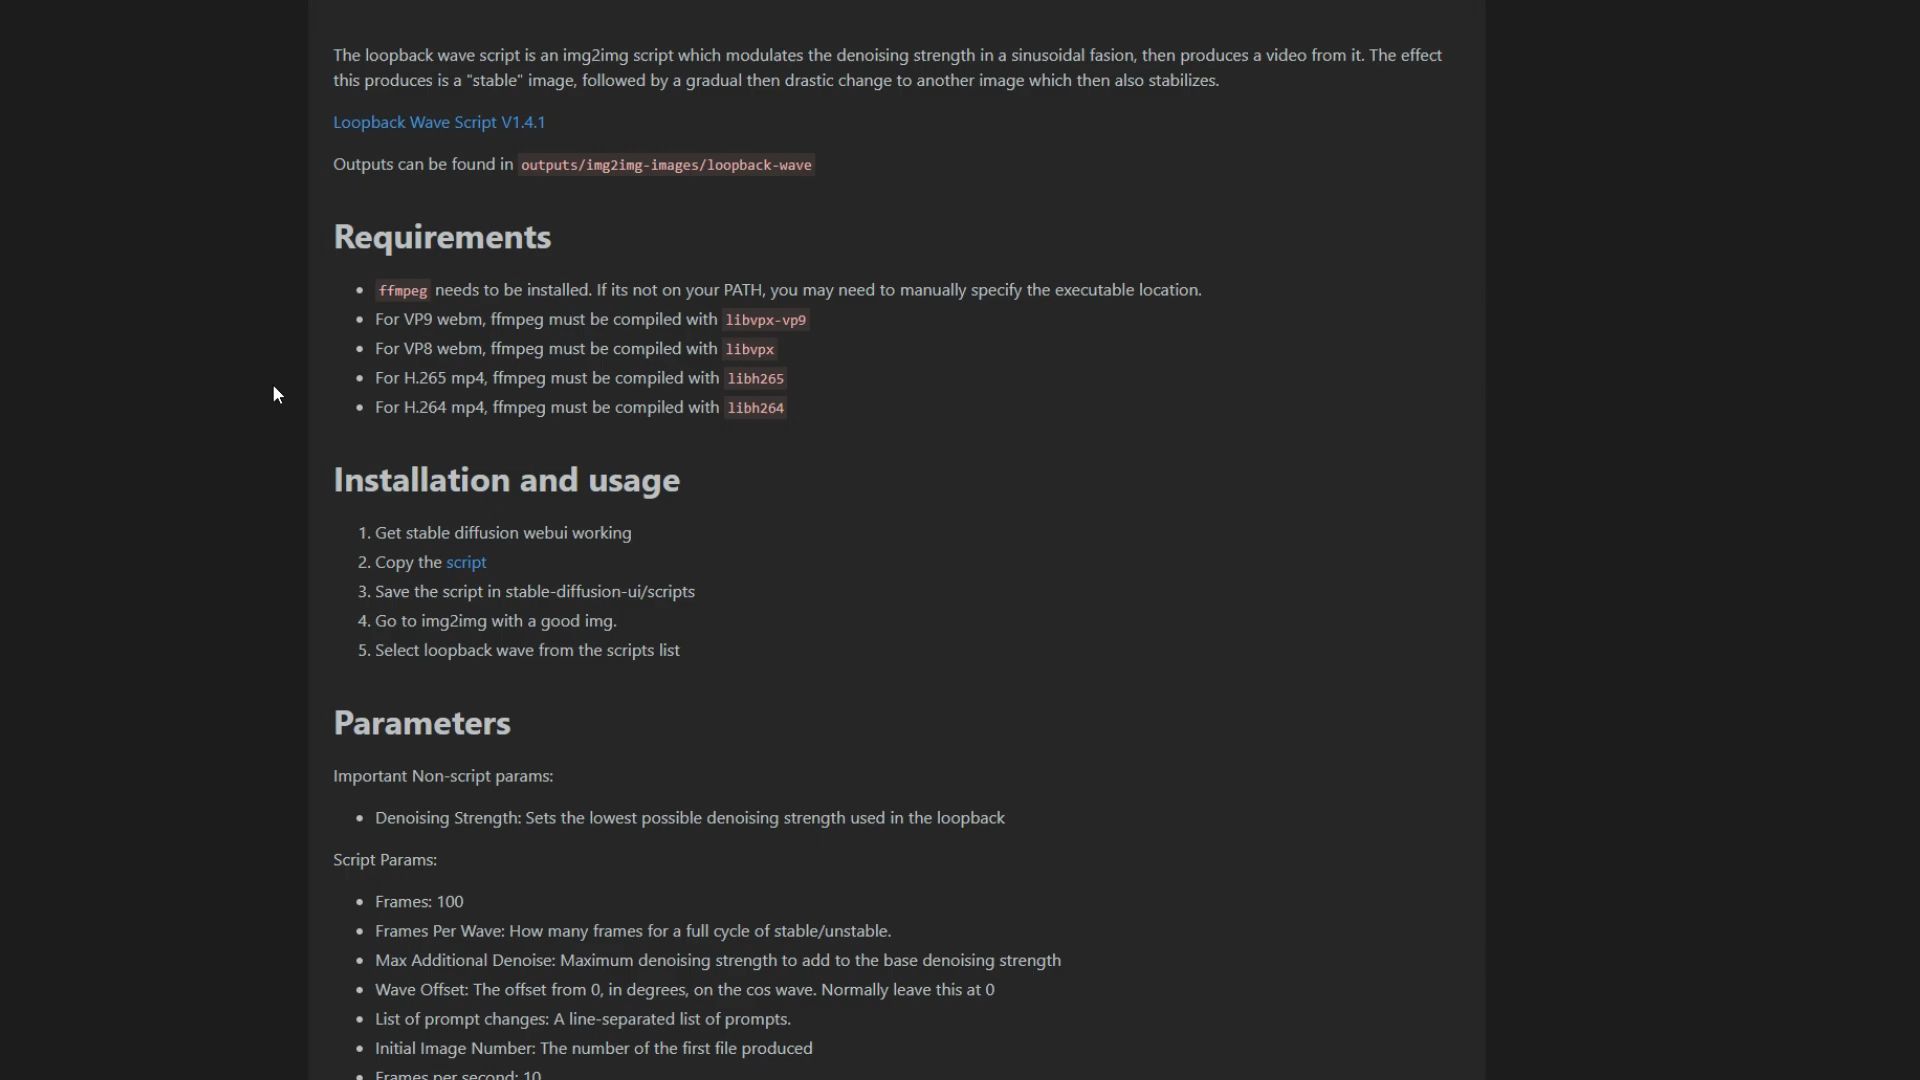 The loopback wave script is an img2img script which modulates the denoising strength in a sinusoidal fasion, then produces a video from it. The effect
this produces is a "stable" image, followed by a gradual then drastic change to another image which then also stabilizes.
Loopback Wave Script V1.4.1
Outputs can be found in outputs/img2img-images/loopback-wave
Requirements
• ffmpeg needs to be installed. If its not on your PATH, you may need to manually specify the executable location.
• For VP9 webm, ffmpeg must be compiled with libvpx-vp9
• For VP8 webm, ffmpeg must be compiled with libvpx
• For H.265 mp4, ffmpeg must be compiled with libh265
• For H.264 mp4, ffmpeg must be compiled with libh264
Installation and usage
1. Get stable diffusion webui working
2. Copy the script
3. Save the script in stable-diffusion-ui/scripts
4. Go to img2img with a good img.
5. Select loopback wave from the scripts list
Parameters
Important Non-script params:
• Denoising Strength: Sets the lowest possible denoising strength used in the loopback
Script Params:
• Frames: 100
• Frames Per Wave: How many frames for a full cycle of stable/unstable.
• Max Additional Denoise: Maximum denoising strength to add to the base denoising strength
• Wave Offset: The offset from 0, in degrees, on the cos wave. Normally leave this at 0
• List of prompt changes: A line-separated list of prompts.
• Initial Image Number: The number of the first file produced
• Frames per second: 10